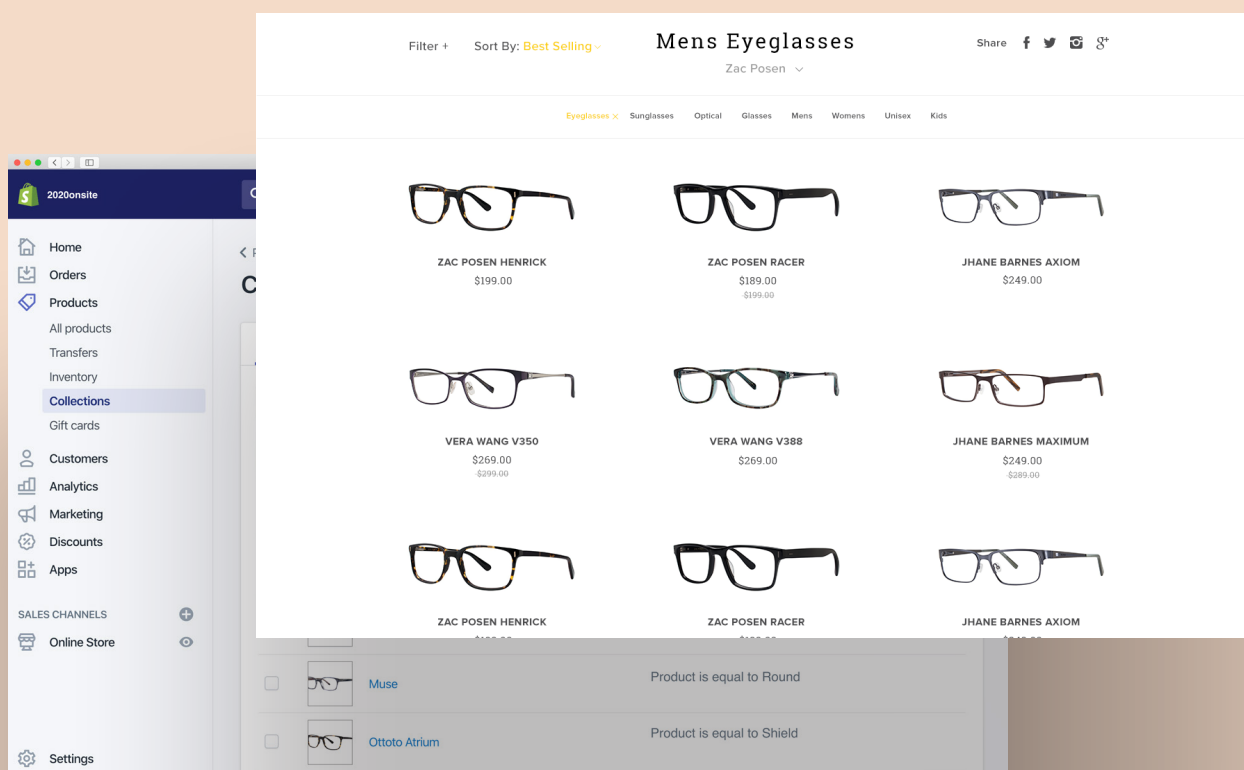 Filter +
Sort By: Best Selling
Mens Eyeglasses
Zac Posen
Share
Eyeglasses Sunglasses Optical Glasses Mens Womens Unisex Kids
ZAC POSEN HENRICK
$199.00
ZAC POSEN RACER
$189.00
$199.00
JHANE BARNES AXIOM
$249.00
VERA WANG V350
$269.00
$299.00
VERA WANG V388
$269.00
JHANE BARNES MAXIMUM
$249.00
$289.00
ZAC POSEN HENRICK
ZAC POSEN RACER
JHANE BARNES AXIOM
2020onsite
Home
Orders
Products
All products
Transfers
Inventory
Collections
Gift cards
Customers
Analytics
Marketing
Discounts
Apps
SALES CHANNELS
Online Store
Settings
Muse
Product is equal to Round
Ottoto Atrium
Product is equal to Shield